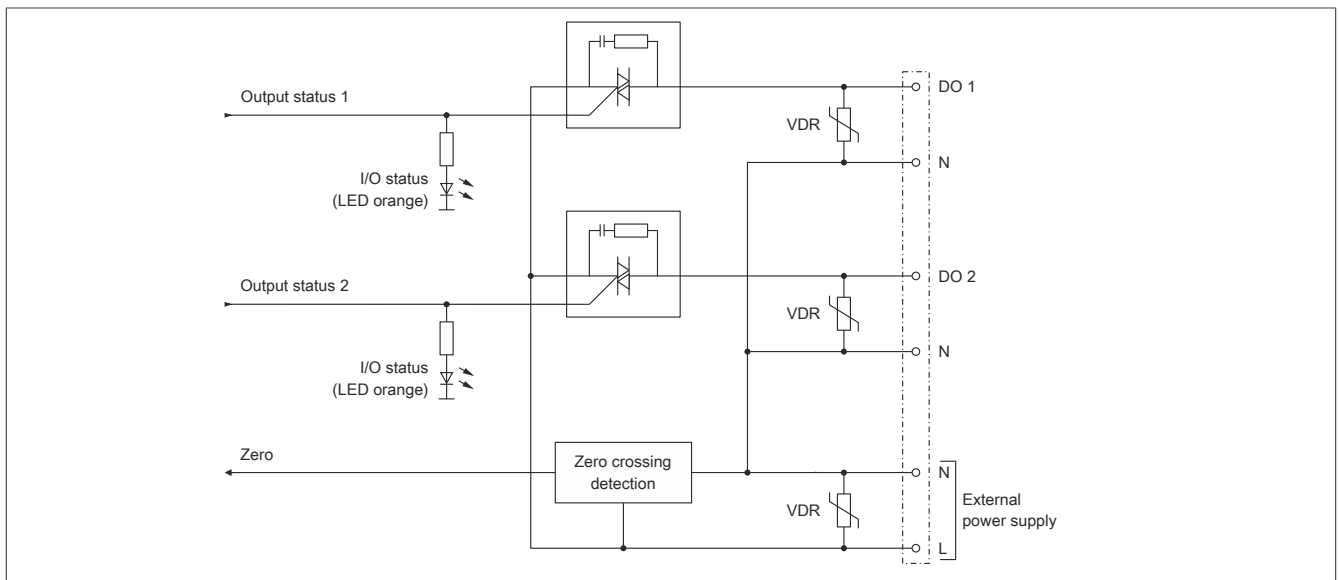 Output status 1
DO 1
VDR
N
I/O status
(LED orange)
Output status 2
DO 2
VDR
N
I/O status
(LED orange)
Zero
Zero crossing
detection
N
VDR
External
power supply
L